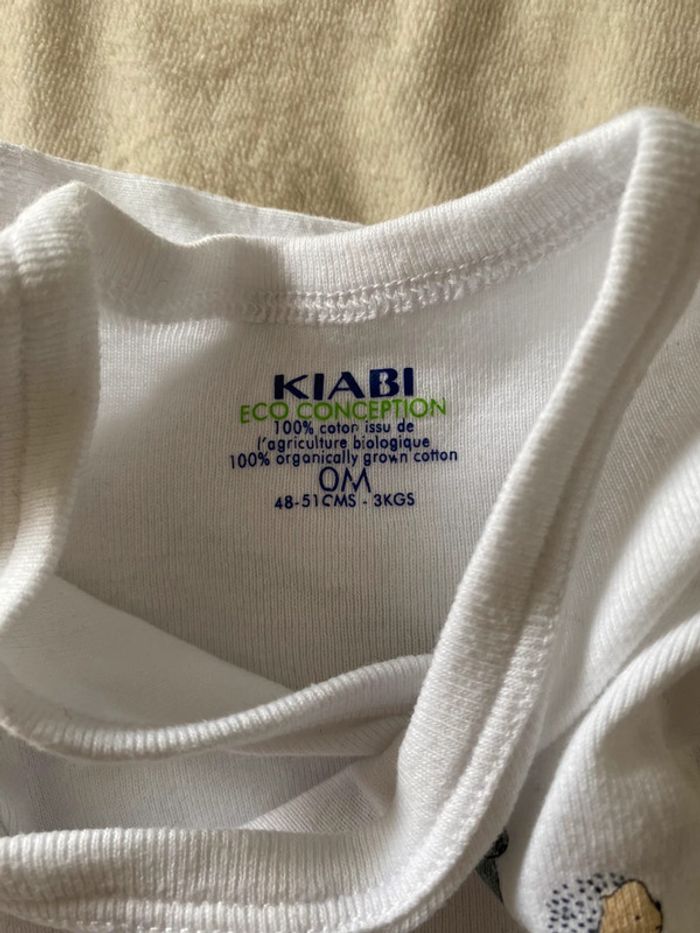 KIABI
ECO CONCEPTION
100% coton issu de
l'agriculture biologique
100% organically grown cotton
0M
48-51CMS - 3KGS